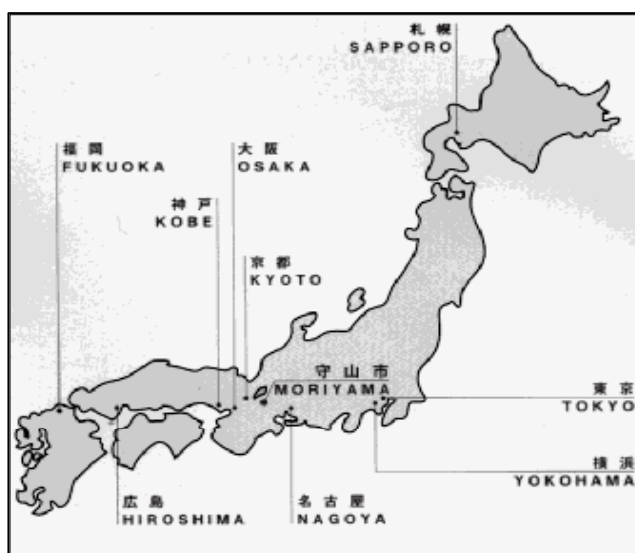 札幌
SAPPORO
福岡
FUKUOKA
大阪
OSAKA
神戸
KOBE
京都
KYOTO
守山市
MORIYAMA
東京
TOKYO
横浜
YOKOHAMA
広島
HIROSHIMA
名古屋
NAGOYA